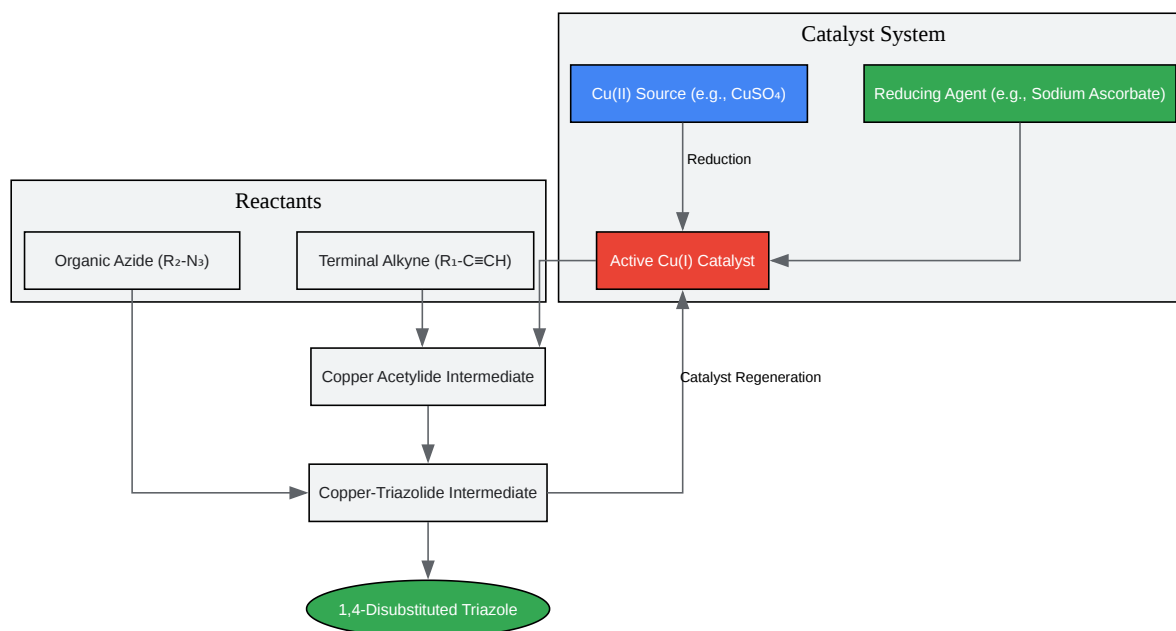 Catalyst System
Cu(II) Source (e.g., CuSO₄)
Reducing Agent (e.g., Sodium Ascorbate)
Reduction
Reactants
Organic Azide (R₂-N₃)
Terminal Alkyne (R₁-C≡CH)
Active Cu(I) Catalyst
Copper Acetylide Intermediate
Catalyst Regeneration
Copper-Triazolide Intermediate
1,4-Disubstituted Triazole